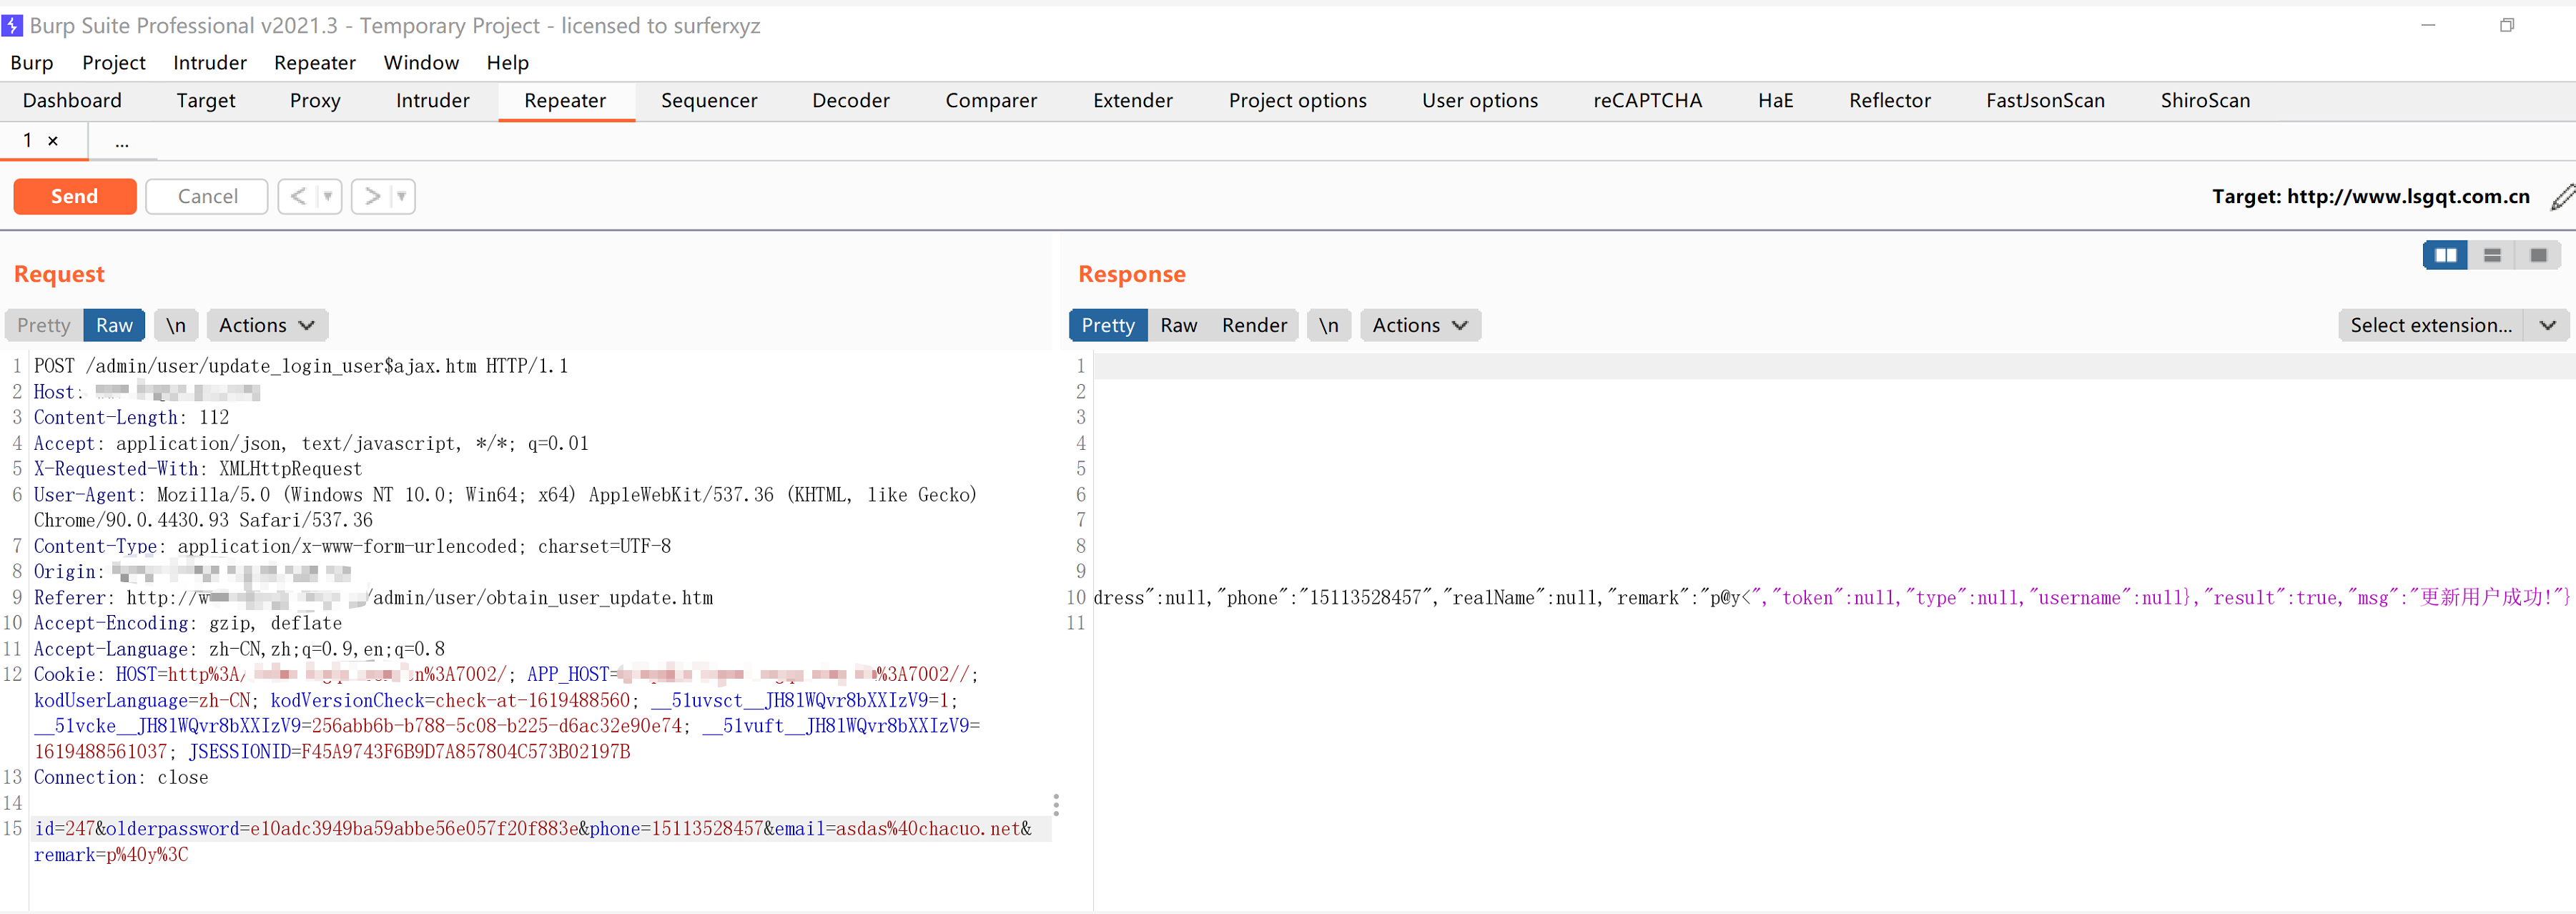 Burp Suite Professional v2021.3 - Temporary Project - licensed to surferxyz
Burp Project Intruder Repeater Window Help
Dashboard Target Proxy Intruder Repeater Sequencer Decoder Comparer Extender Project options User options reCAPTCHA HaE Reflector FastJsonScan ShiroScan
1 × ...
Send Cancel < ▼ > ▼ Target: http://www.lsgqt.com.cn
Request
Pretty Raw \n Actions
1 POST /admin/user/update_login_user$ajax.htm HTTP/1.1
2 Host:
3 Content-Length: 112
4 Accept: application/json, text/javascript, */*; q=0.01
5 X-Requested-With: XMLHttpRequest
6 User-Agent: Mozilla/5.0 (Windows NT 10.0; Win64; x64) AppleWebKit/537.36 (KHTML, like Gecko)
Chrome/90.0.4430.93 Safari/537.36
7 Content-Type: application/x-www-form-urlencoded; charset=UTF-8
8 Origin:
9 Referer: http://w /admin/user/obtain_user_update.htm
10 Accept-Encoding: gzip, deflate
11 Accept-Language: zh-CN,zh;q=0.9,en;q=0.8
12 Cookie: HOST=http%3A/ n%3A7002/; APP_HOST= %3A7002//;
kodUserLanguage=zh-CN; kodVersionCheck=check-at-1619488560; __51uvsct__JH81WQvr8bXXIzV9=1;
__51vcke__JH81WQvr8bXXIzV9=256abb6b-b788-5c08-b225-d6ac32e90e74; __51vuft__JH81WQvr8bXXIzV9=
1619488561037; JSESSIONID=F45A9743F6B9D7A857804C573B02197B
13 Connection: close
14
15 id=247&olderpassword=e10adc3949ba59abbe56e057f20f883e&phone=15113528457&email=asdas%40chacuo.net&
remark=p%40y%3C
Response
Pretty Raw Render \n Actions Select extension...
1
2
3
4
5
6
7
8
9
10 dress":null,"phone":"15113528457","realName":null,"remark":"p@y<","token":null,"type":null,"username":null},"result":true,"msg":"更新用户成功!"}
11